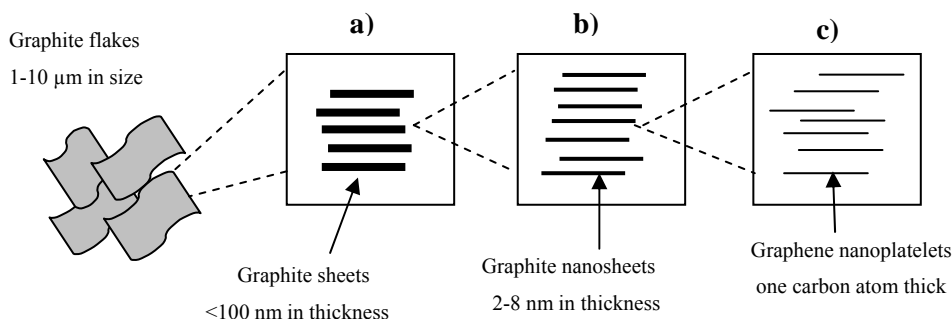 Graphite flakes
1-10 µm in size
a)
b)
c)
Graphite sheets
<100 nm in thickness
Graphite nanosheets
2-8 nm in thickness
Graphene nanoplatelets
one carbon atom thick